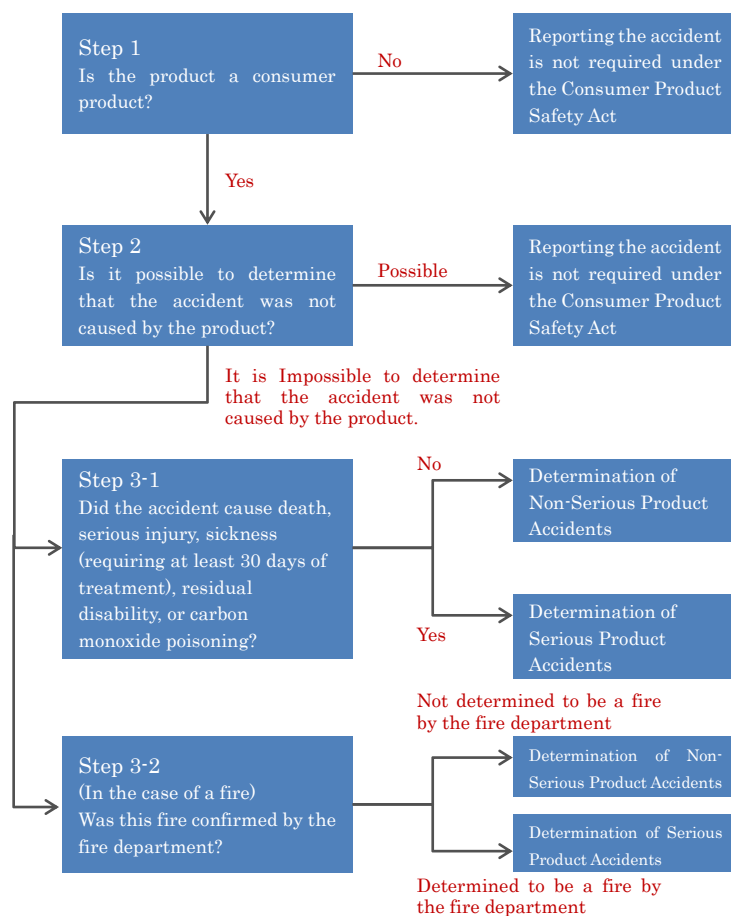 Step 1
Is the product a consumer
product?
No
Reporting the accident
is not required under
the Consumer Product
Safety Act
Yes
Step 2
Is it possible to determine
that the accident was not
caused by the product?
Possible
Reporting the accident
is not required under
the Consumer Product
Safety Act
It is Impossible to determine
that the accident was not
caused by the product.
Step 3-1
Did the accident cause death,
serious injury, sickness
(requiring at least 30 days of
treatment), residual
disability, or carbon
monoxide poisoning?
No
Determination of
Non-Serious Product
Accidents
Yes
Determination of
Serious Product
Accidents
Not determined to be a fire
by the fire department
Step 3-2
(In the case of a fire)
Was this fire confirmed by the
fire department?
Determination of Non-
Serious Product Accidents
Determination of Serious
Product Accidents
Determined to be a fire by
the fire department